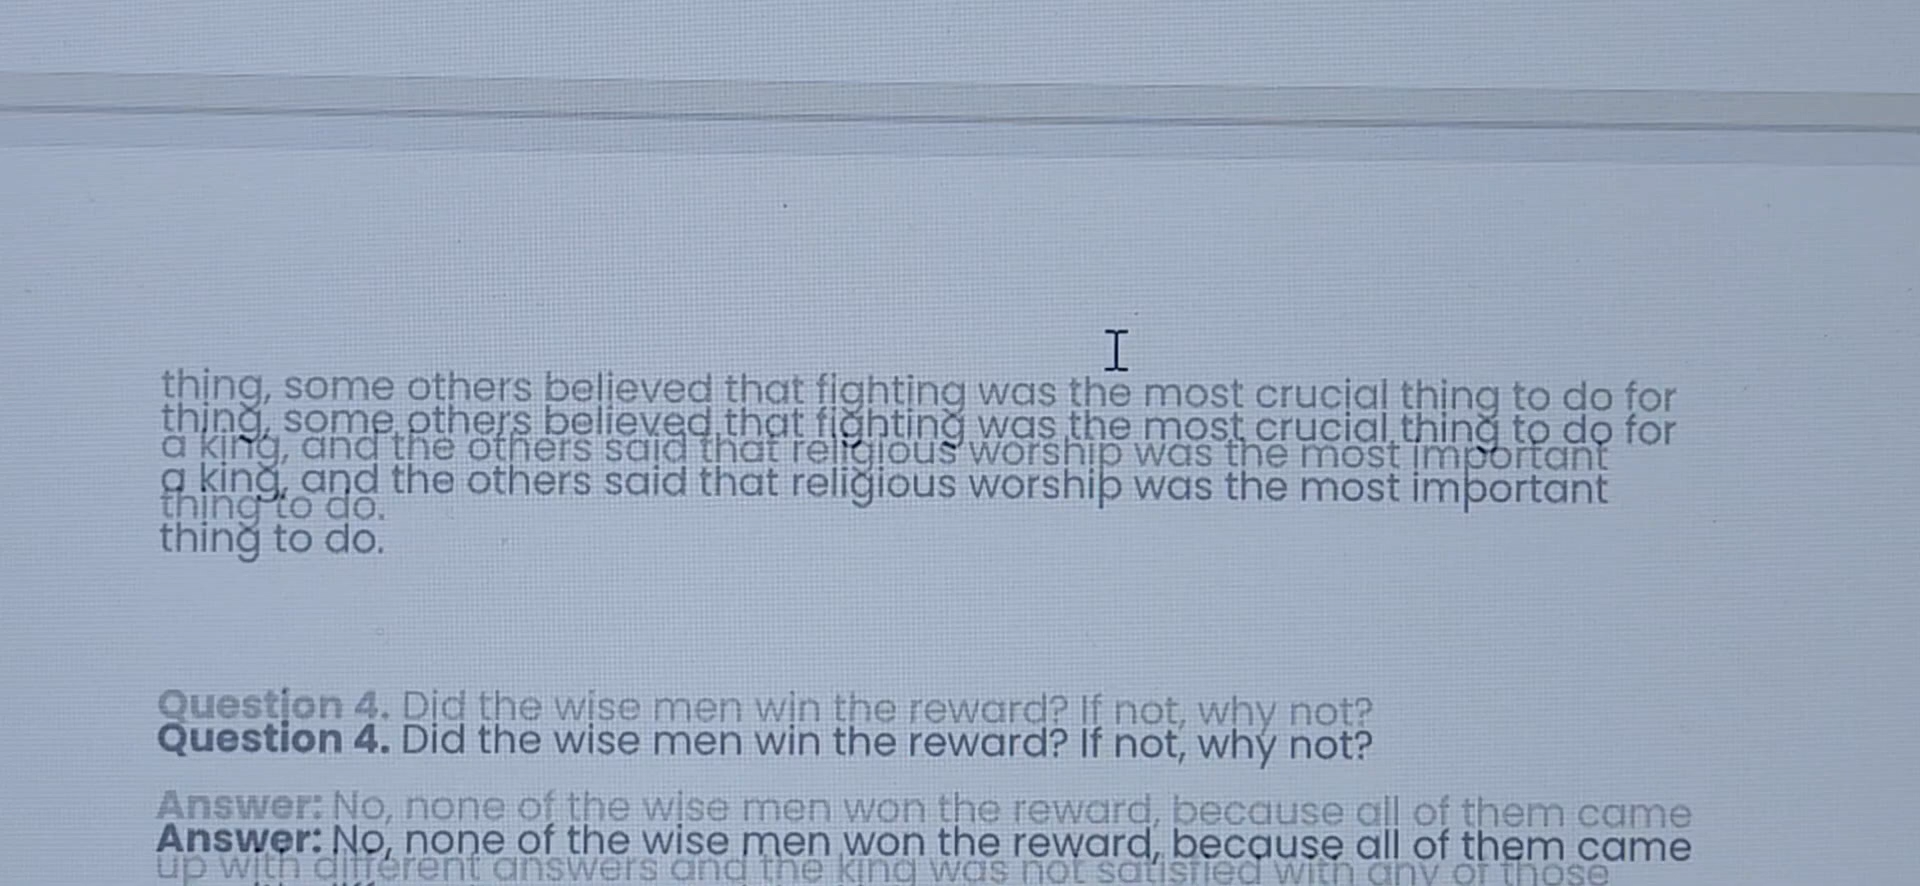 thing, some others believed that fighting was the most crucial thing to do for
a king, and the others said that religious worship was the most important
thing to do.
Question 4. Did the wise men win the reward? If not, why not?
Answer: No, none of the wise men won the reward, because all of them came
up with different answers and the king was not satisfied with any of those